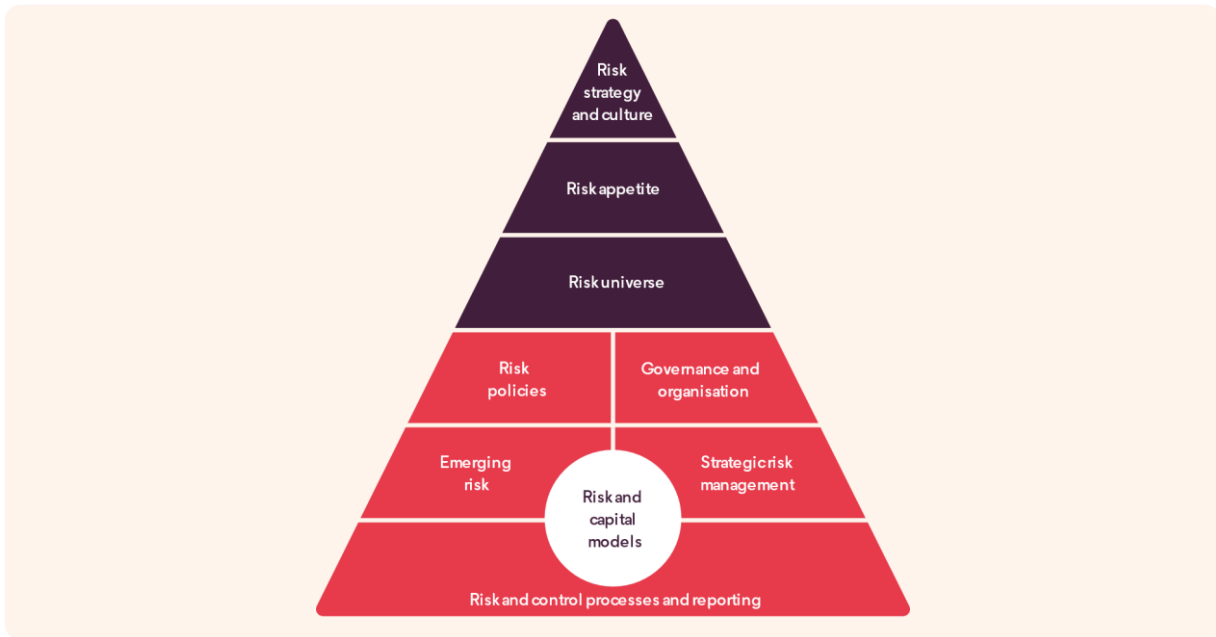 Risk
strategy
and culture
Risk appetite
Risk universe
Risk
policies
Governance and
organisation
Emerging
risk
Strategic risk
management
Risk and
capital
models
Risk and control processes and reporting